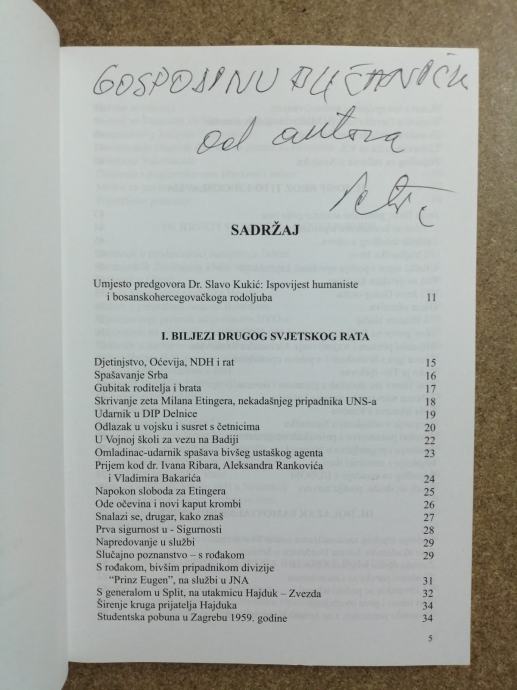 GOSPODINU
od autora
SADRŽAJ
Umjesto predgovora Dr. Slavo Kukić: Ispovijest humaniste
i bosanskohercegovačkoga rodoljuba 11
I. BILJEZI DRUGOG SVJETSKOG RATA
Djetinjstvo, Oćevija, NDH i rat 15
Spašavanje Srba 16
Gubitak roditelja i brata 17
Skrivanje zeta Milana Etingera, nekadašnjeg pripadnika UNS-a 18
Udarnik u DIP Delnice 19
Odlazak u vojsku i susret s četnicima 20
U Vojnoj školi za vezu na Badiji 22
Omladinac-udarnik spašava bivšeg ustaškog agenta 23
Prijem kod dr. Ivana Ribara, Aleksandra Rankovića
i Vladimira Bakarića 24
Napokon sloboda za Etingera 25
Ode očevina i novi kaput krombi 26
Snalazi se, drugar, kako znaš 27
Prva sigurnost u - Sigurnosti 28
Napredovanje u službi 29
Slučajno poznanstvo – s rođakom 29
S rođakom, bivšim pripadnikom divizije
"Prinz Eugen", na službi u JNA 31
S generalom u Split, na utakmicu Hajduk – Zvezda 32
Širenje kruga prijatelja Hajduka 34
Studentska pobuna u Zagrebu 1959. godine 34
5